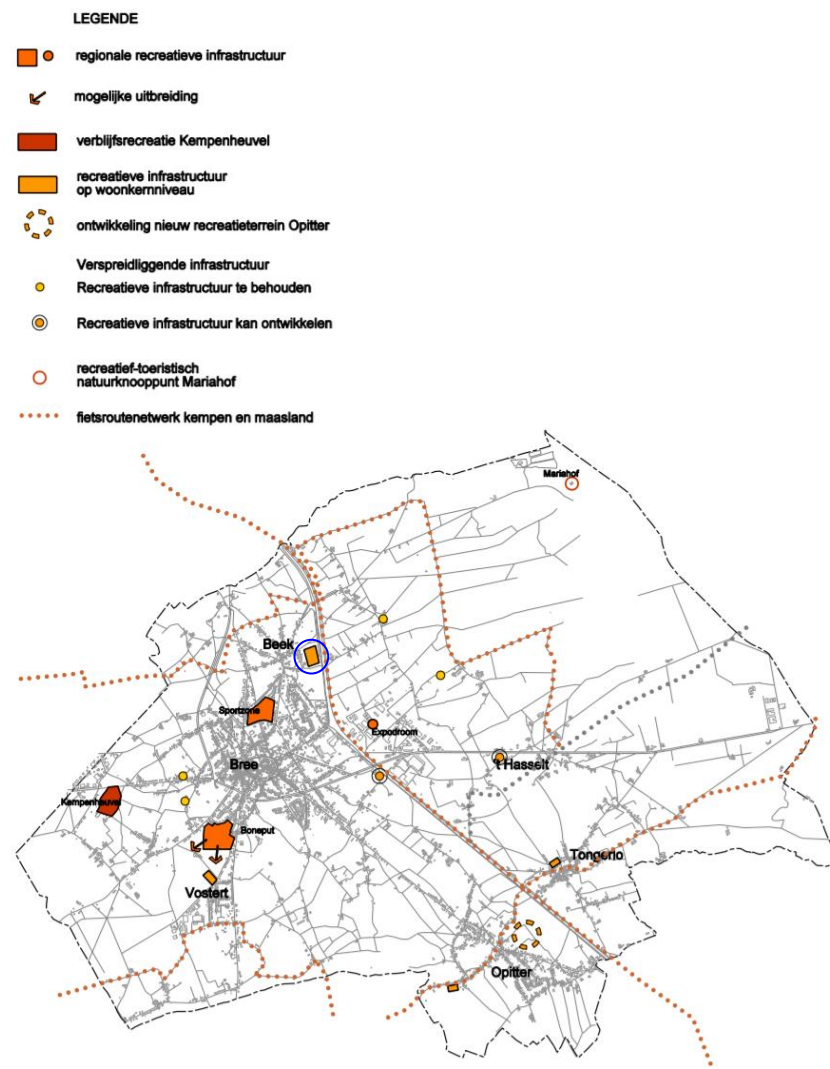 LEGENDE
regionale recreatieve infrastructuur
mogelijke uitbreiding
verblijfsrecreatie Kempenheuvel
recreatieve infrastructuur
op woonkernniveau
ontwikkeling nieuw recreatieterrein Opitter
Verspreidliggende infrastructuur
Recreatieve infrastructuur te behouden
Recreatieve infrastructuur kan ontwikkelen
recreatief-toeristisch
natuurknooppunt Mariahof
fietsroutenetwerk kempen en maasland
Mariahof
Beek
Sportzone
Expodroom
Bree
't Hasselt
Kempenheuvel
Boneput
Tongerlo
Vostert
Opitter